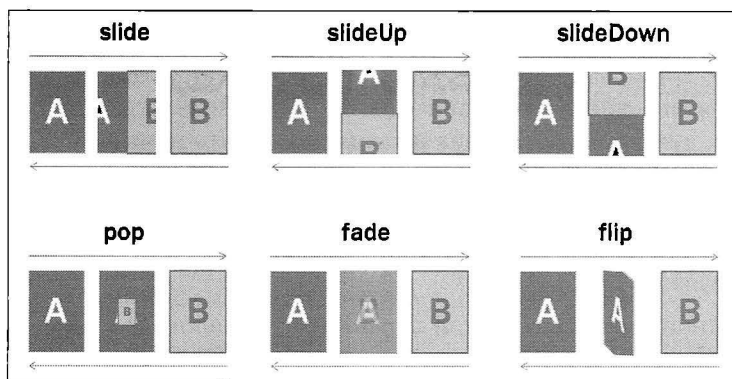 slide
slideUp
slideDown
A A B B
A A B B
A B A B
pop
fade
flip
A A B B
A A B B
A A B